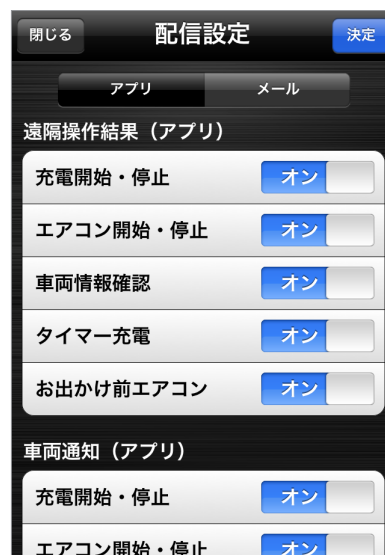 閉じる 配信設定 決定
アプリ メール
遠隔操作結果（アプリ）
充電開始・停止 オン
エアコン開始・停止 オン
車両情報確認 オン
タイマー充電 オン
お出かけ前エアコン オン
車両通知（アプリ）
充電開始・停止 オン
エアコン開始・停止 オン